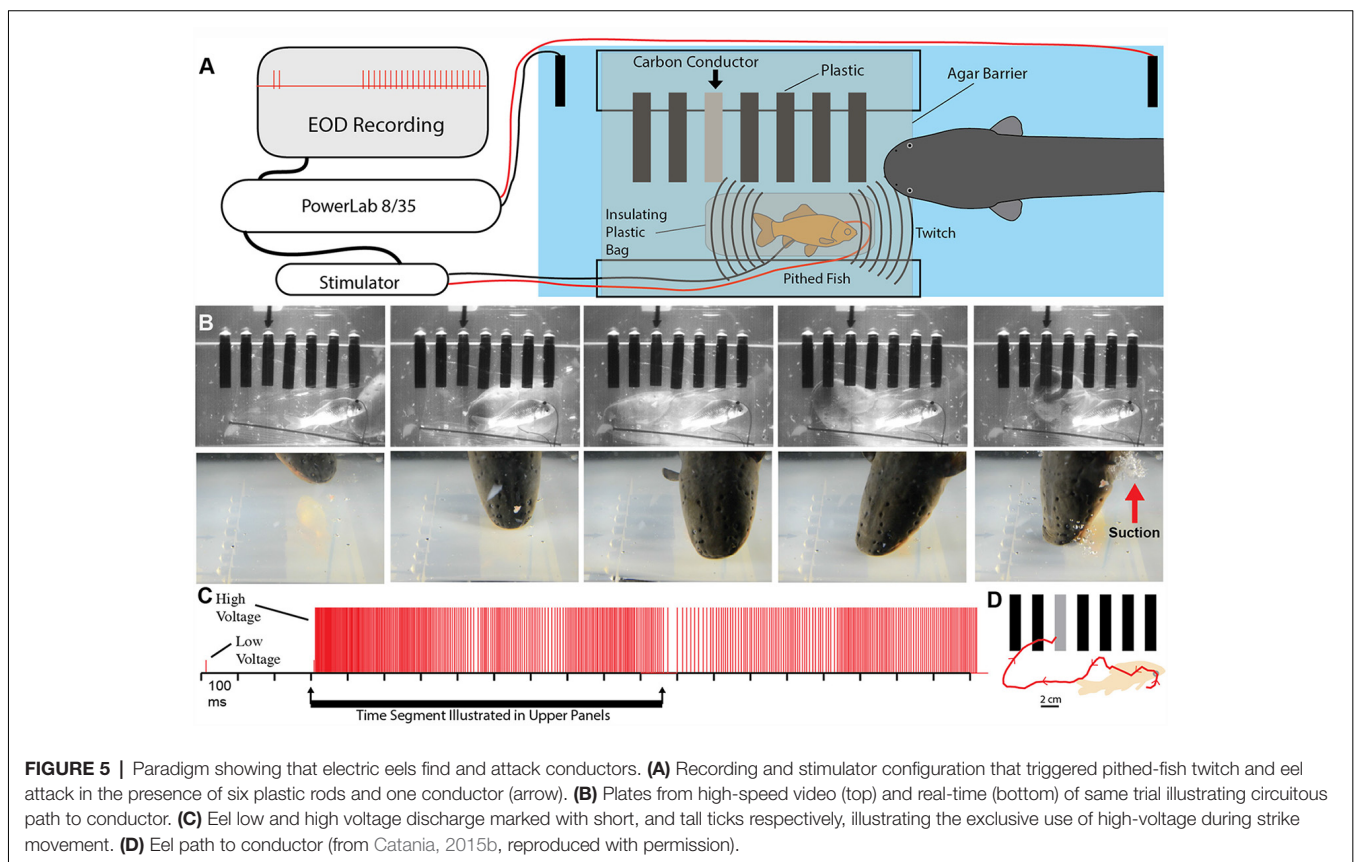 A
EOD Recording
PowerLab 8/35
Stimulator
Carbon Conductor
Plastic
Agar Barrier
Insulating
Plastic
Bag
Twitch
Pithed Fish
B
Suction
C
High
Voltage
Low
Voltage
100
ms
Time Segment Illustrated in Upper Panels
D
2 cm
FIGURE 5 | Paradigm showing that electric eels find and attack conductors. (A) Recording and stimulator configuration that triggered pithed-fish twitch and eel
attack in the presence of six plastic rods and one conductor (arrow). (B) Plates from high-speed video (top) and real-time (bottom) of same trial illustrating circuitous
path to conductor. (C) Eel low and high voltage discharge marked with short, and tall ticks respectively, illustrating the exclusive use of high-voltage during strike
movement. (D) Eel path to conductor (from Catania, 2015b, reproduced with permission).